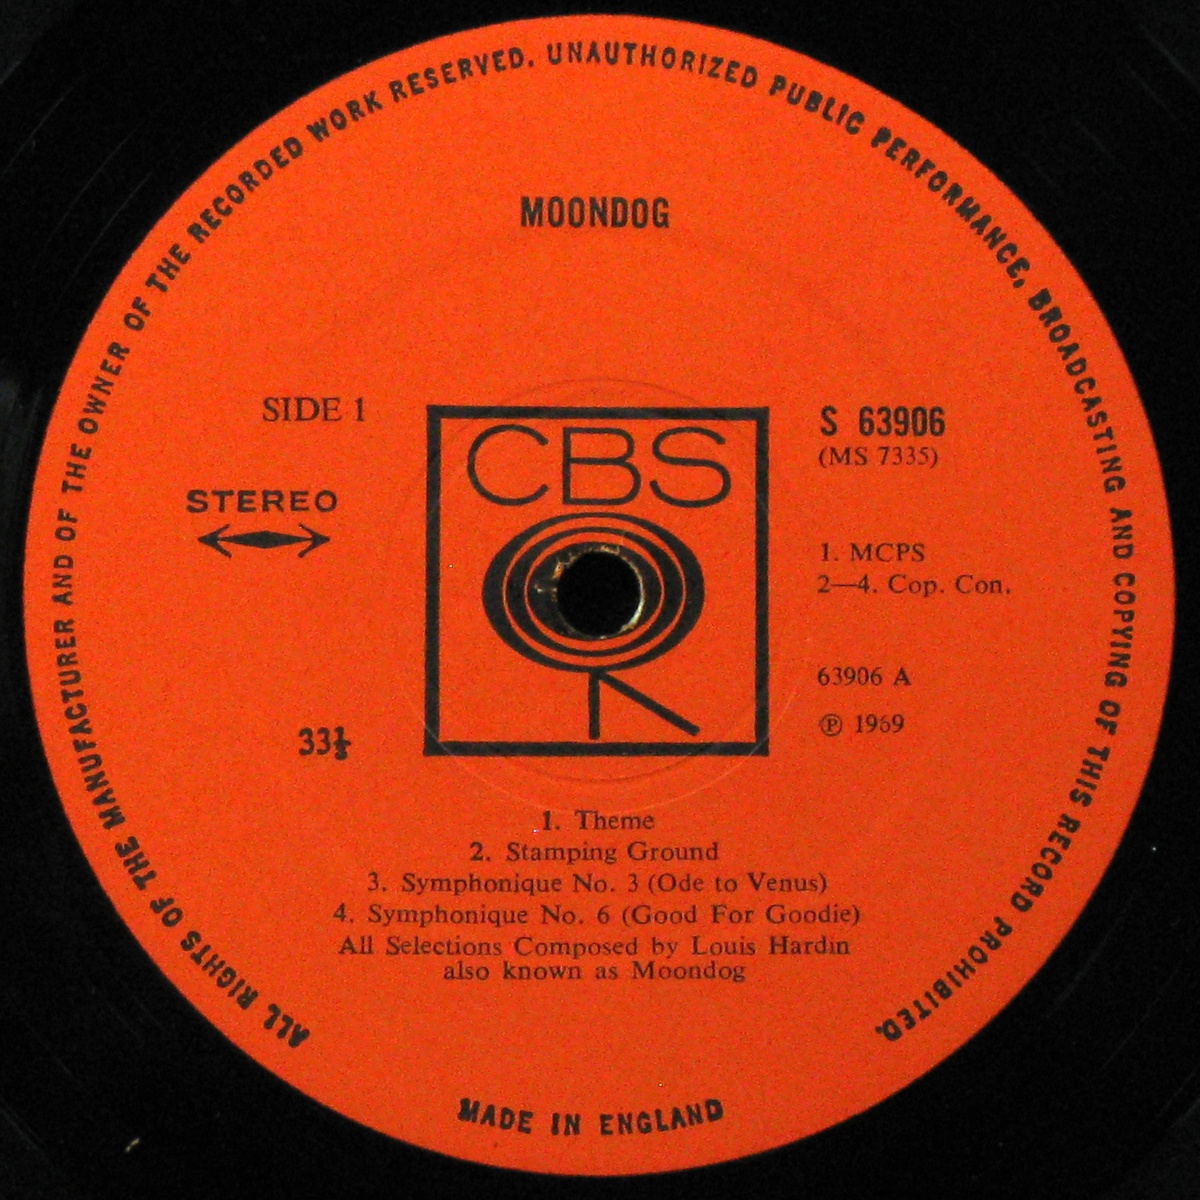 ALL RIGHTS OF THE MANUFACTURER AND OF THE OWNER OF THE RECORDED WORK RESERVED. UNAUTHORIZED PUBLIC PERFORMANCE, BROADCASTING AND COPYING OF THIS RECORD PROHIBITED.
MOONDOG
SIDE 1
STEREO
33⅓
CBS
S 63906
(MS 7335)
1. MCPS
2—4. Cop. Con.
63906 A
℗ 1969
1. Theme
2. Stamping Ground
3. Symphonique No. 3 (Ode to Venus)
4. Symphonique No. 6 (Good For Goodie)
All Selections Composed by Louis Hardin
also known as Moondog
MADE IN ENGLAND